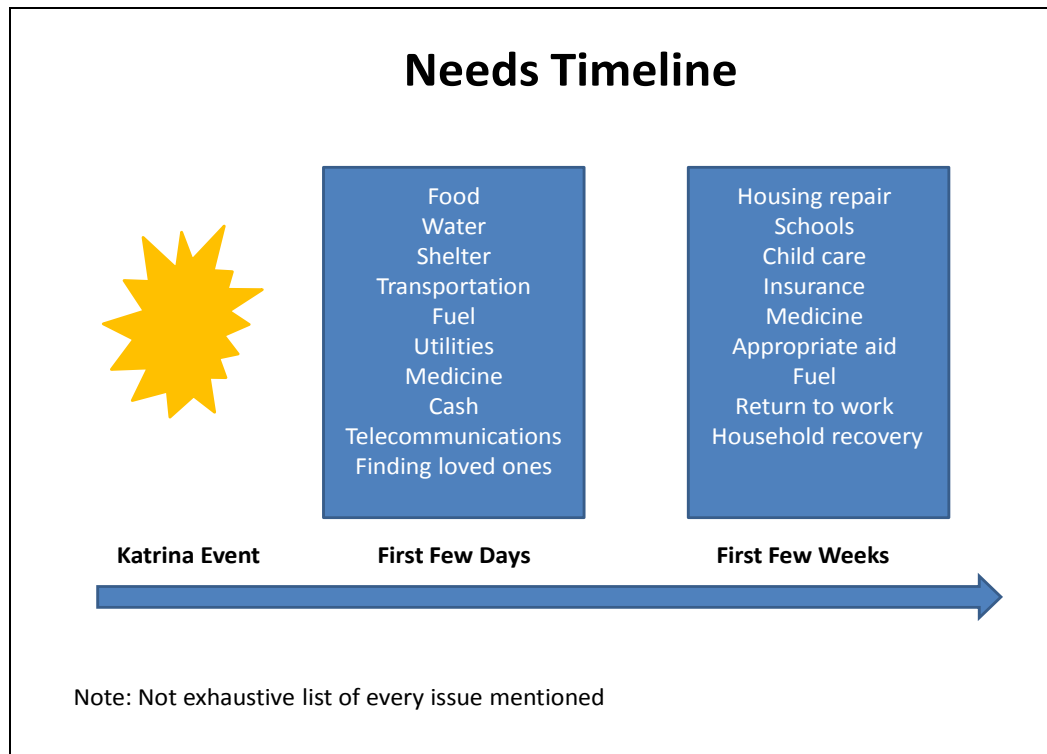 Needs Timeline
Food
Water
Shelter
Transportation
Fuel
Utilities
Medicine
Cash
Telecommunications
Finding loved ones
Housing repair
Schools
Child care
Insurance
Medicine
Appropriate aid
Fuel
Return to work
Household recovery
Katrina Event
First Few Days
First Few Weeks
Note: Not exhaustive list of every issue mentioned